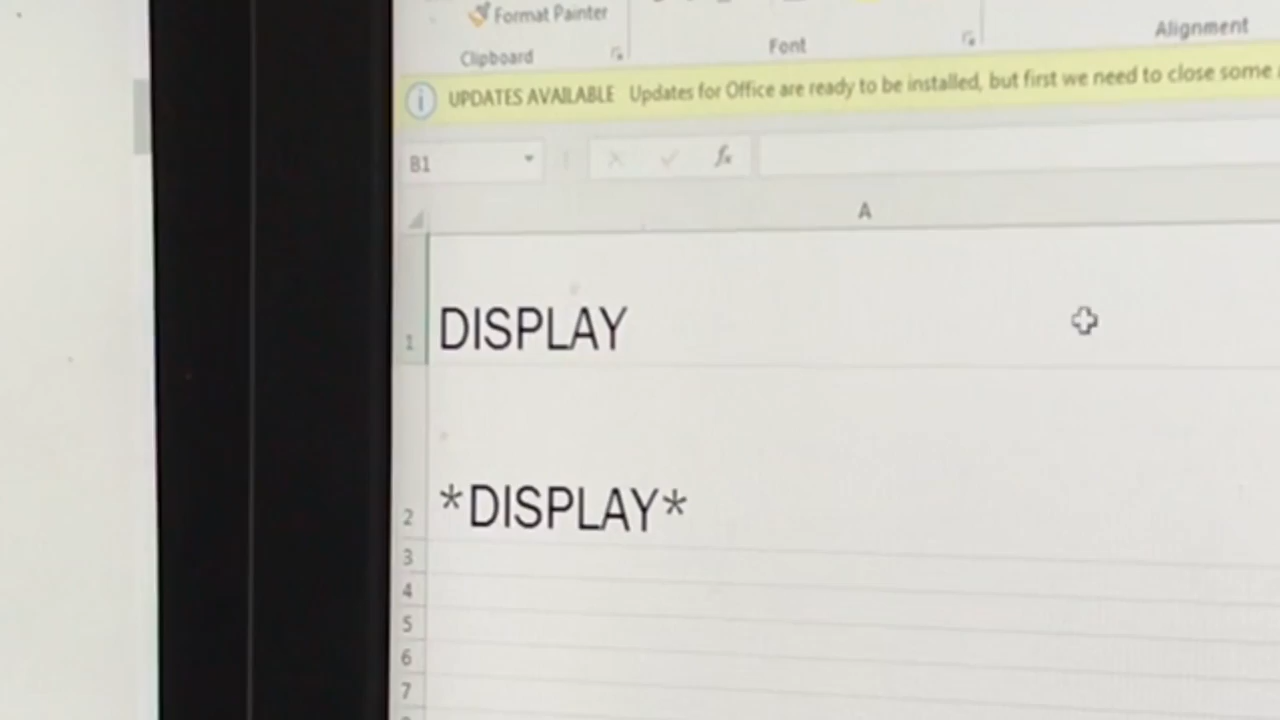 Format Painter
Clipboard
Font
Alignment
UPDATES AVAILABLE Updates for Office are ready to be installed, but first we need to close some
B1
fx
A
1 DISPLAY
2 *DISPLAY*
3
4
5
6
7